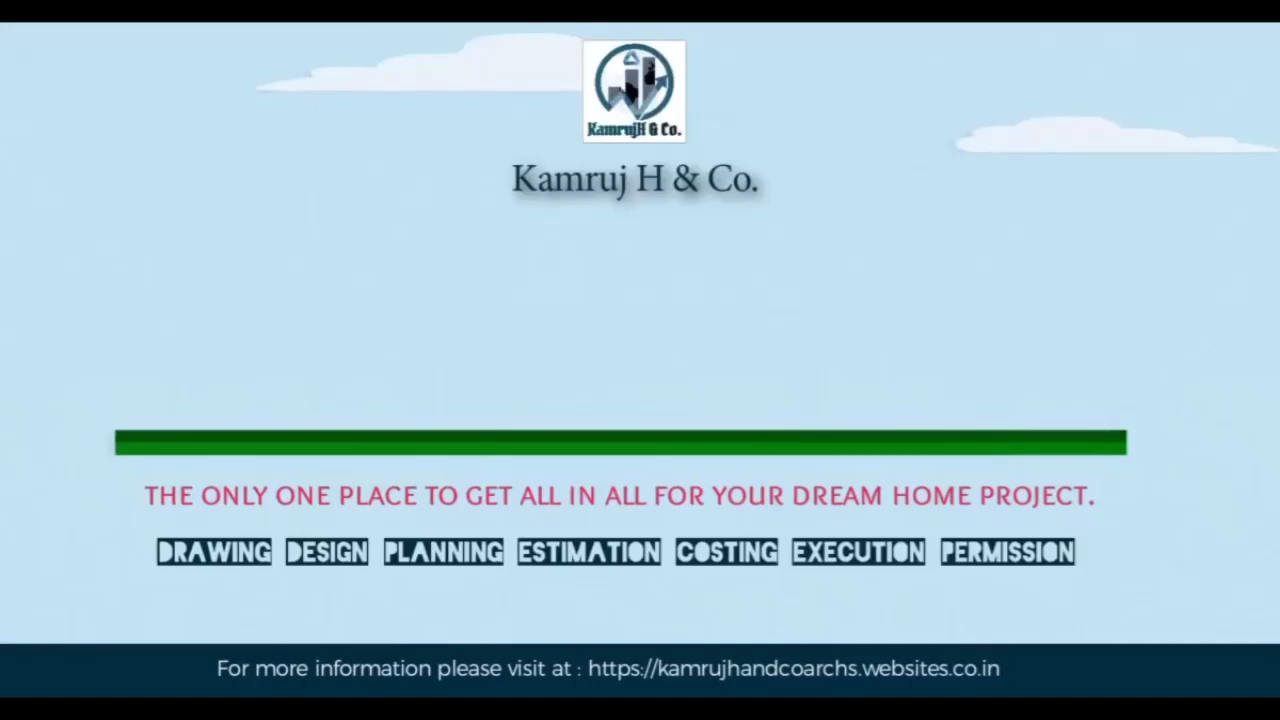 KamrujH & Co.
Kamruj H & Co.
THE ONLY ONE PLACE TO GET ALL IN ALL FOR YOUR DREAM HOME PROJECT.
DRAWING DESIGN PLANNING ESTIMATION COSTING EXECUTION PERMISSION
For more information please visit at : https://kamrujhandcoarchs.websites.co.in